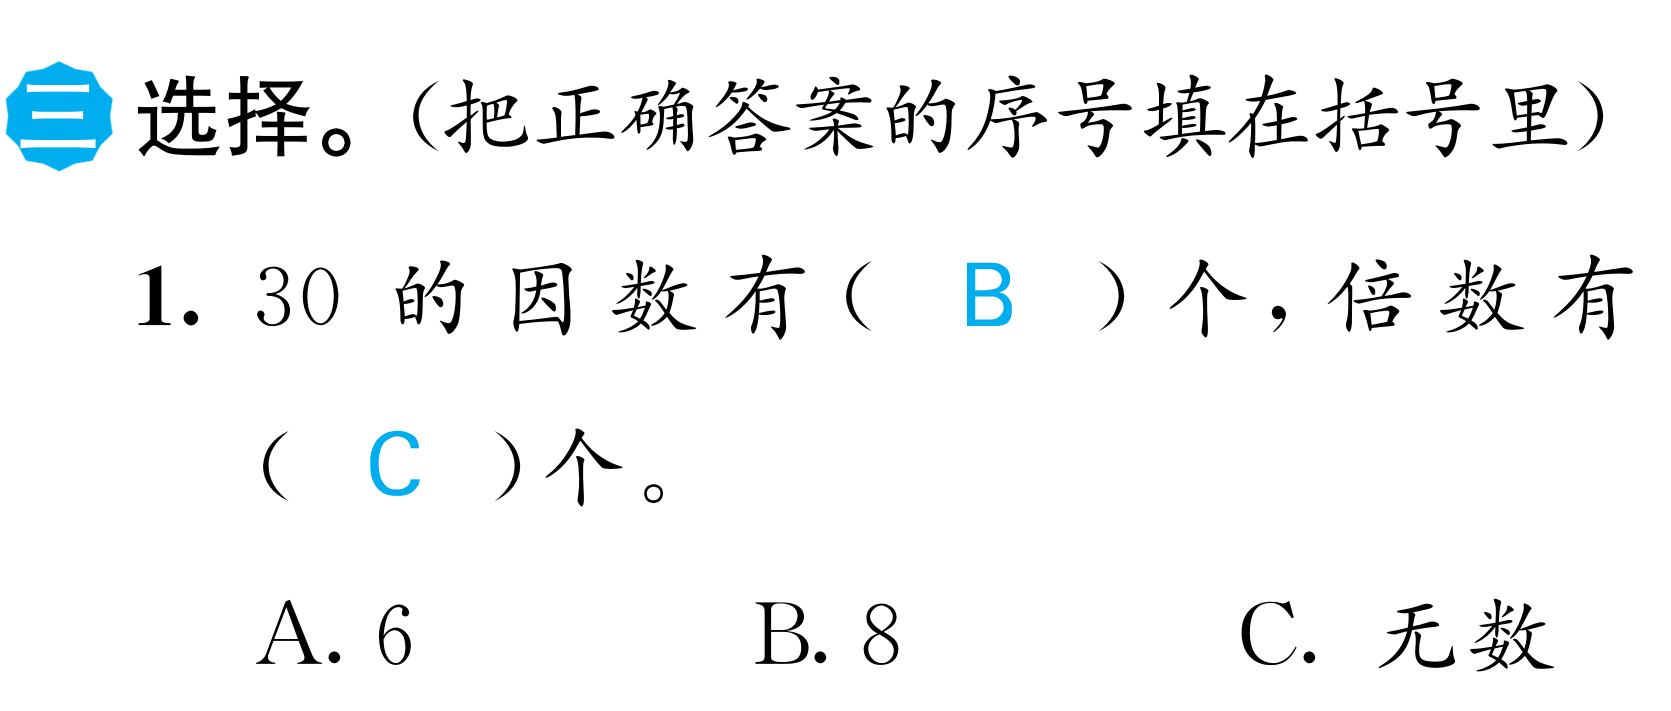 三 选择。(把正确答案的序号填在括号里)
1. 30 的因数有( B )个,倍数有
( C )个。
A. 6 B. 8 C. 无数